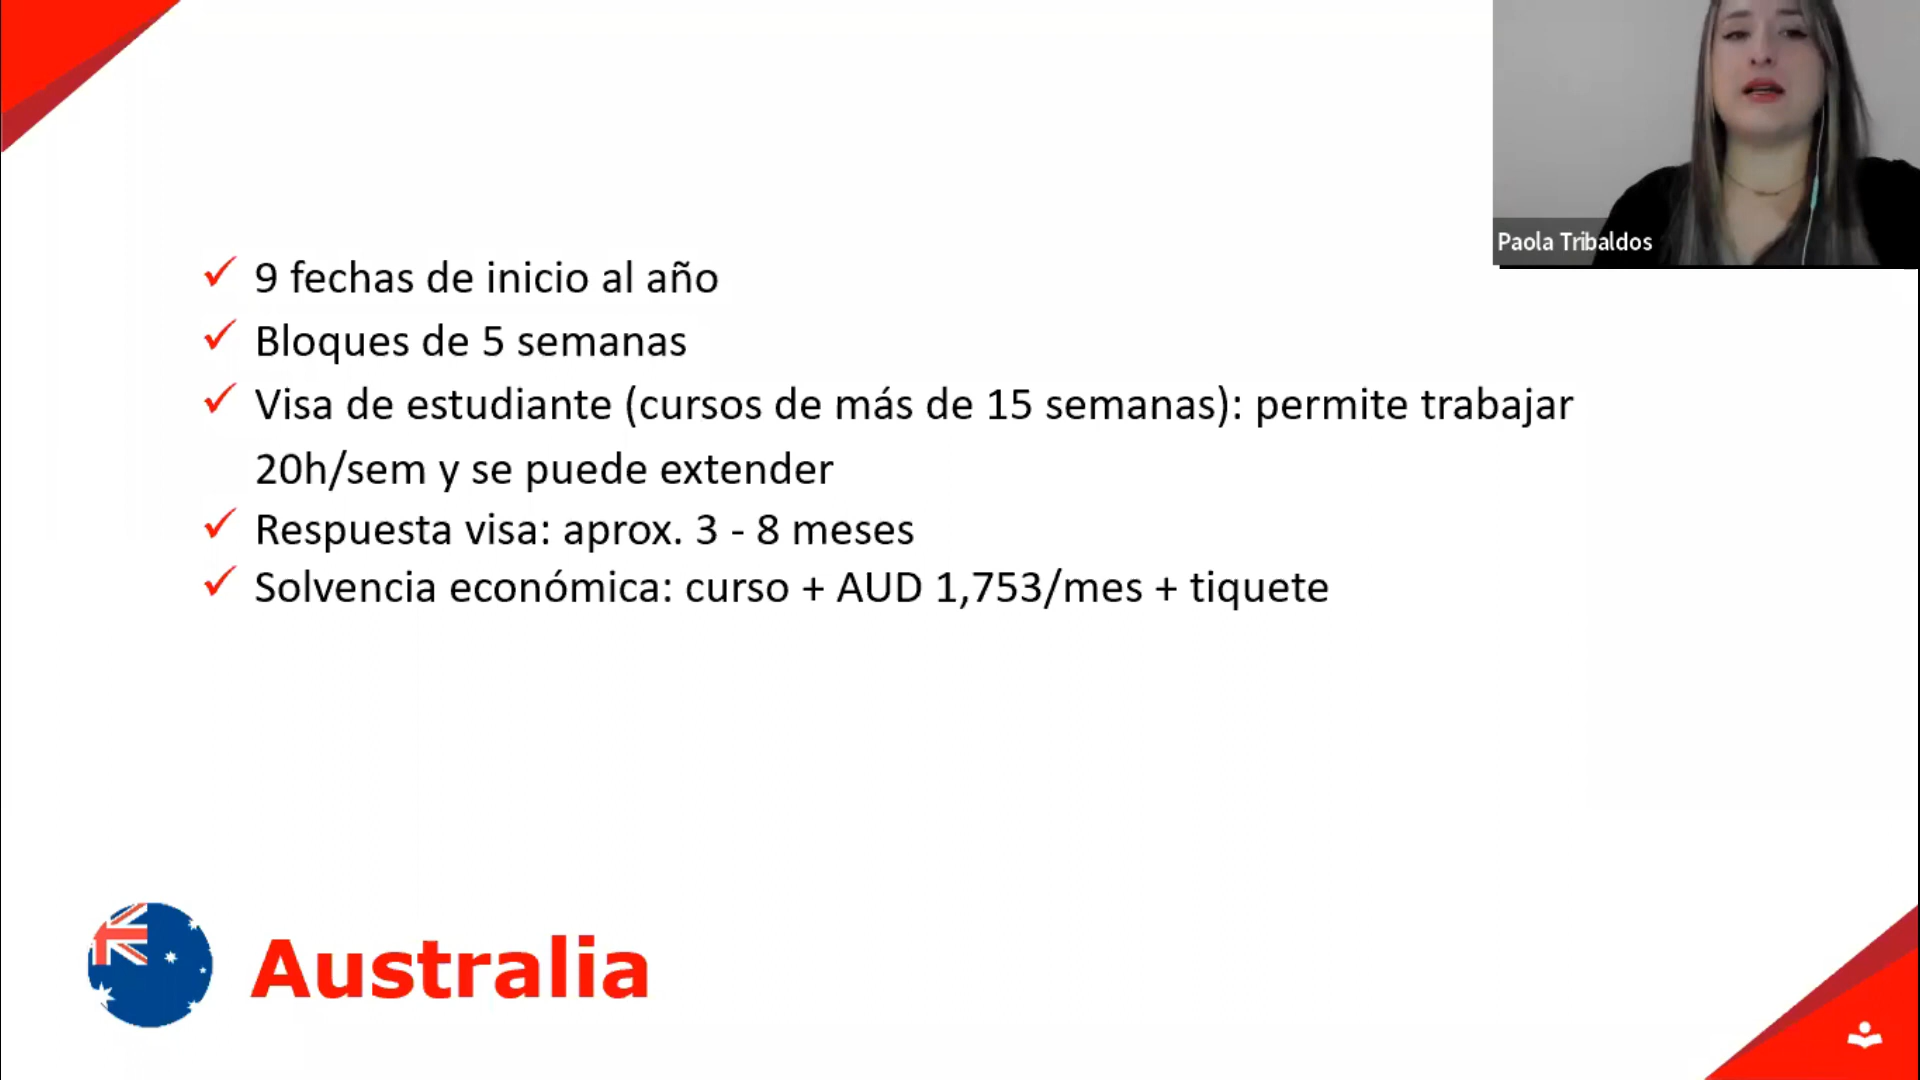 Paola Tribaldos
9 fechas de inicio al año
Bloques de 5 semanas
Visa de estudiante (cursos de más de 15 semanas): permite trabajar
20h/sem y se puede extender
Respuesta visa: aprox. 3 - 8 meses
Solvencia económica: curso + AUD 1,753/mes + tiquete
Australia